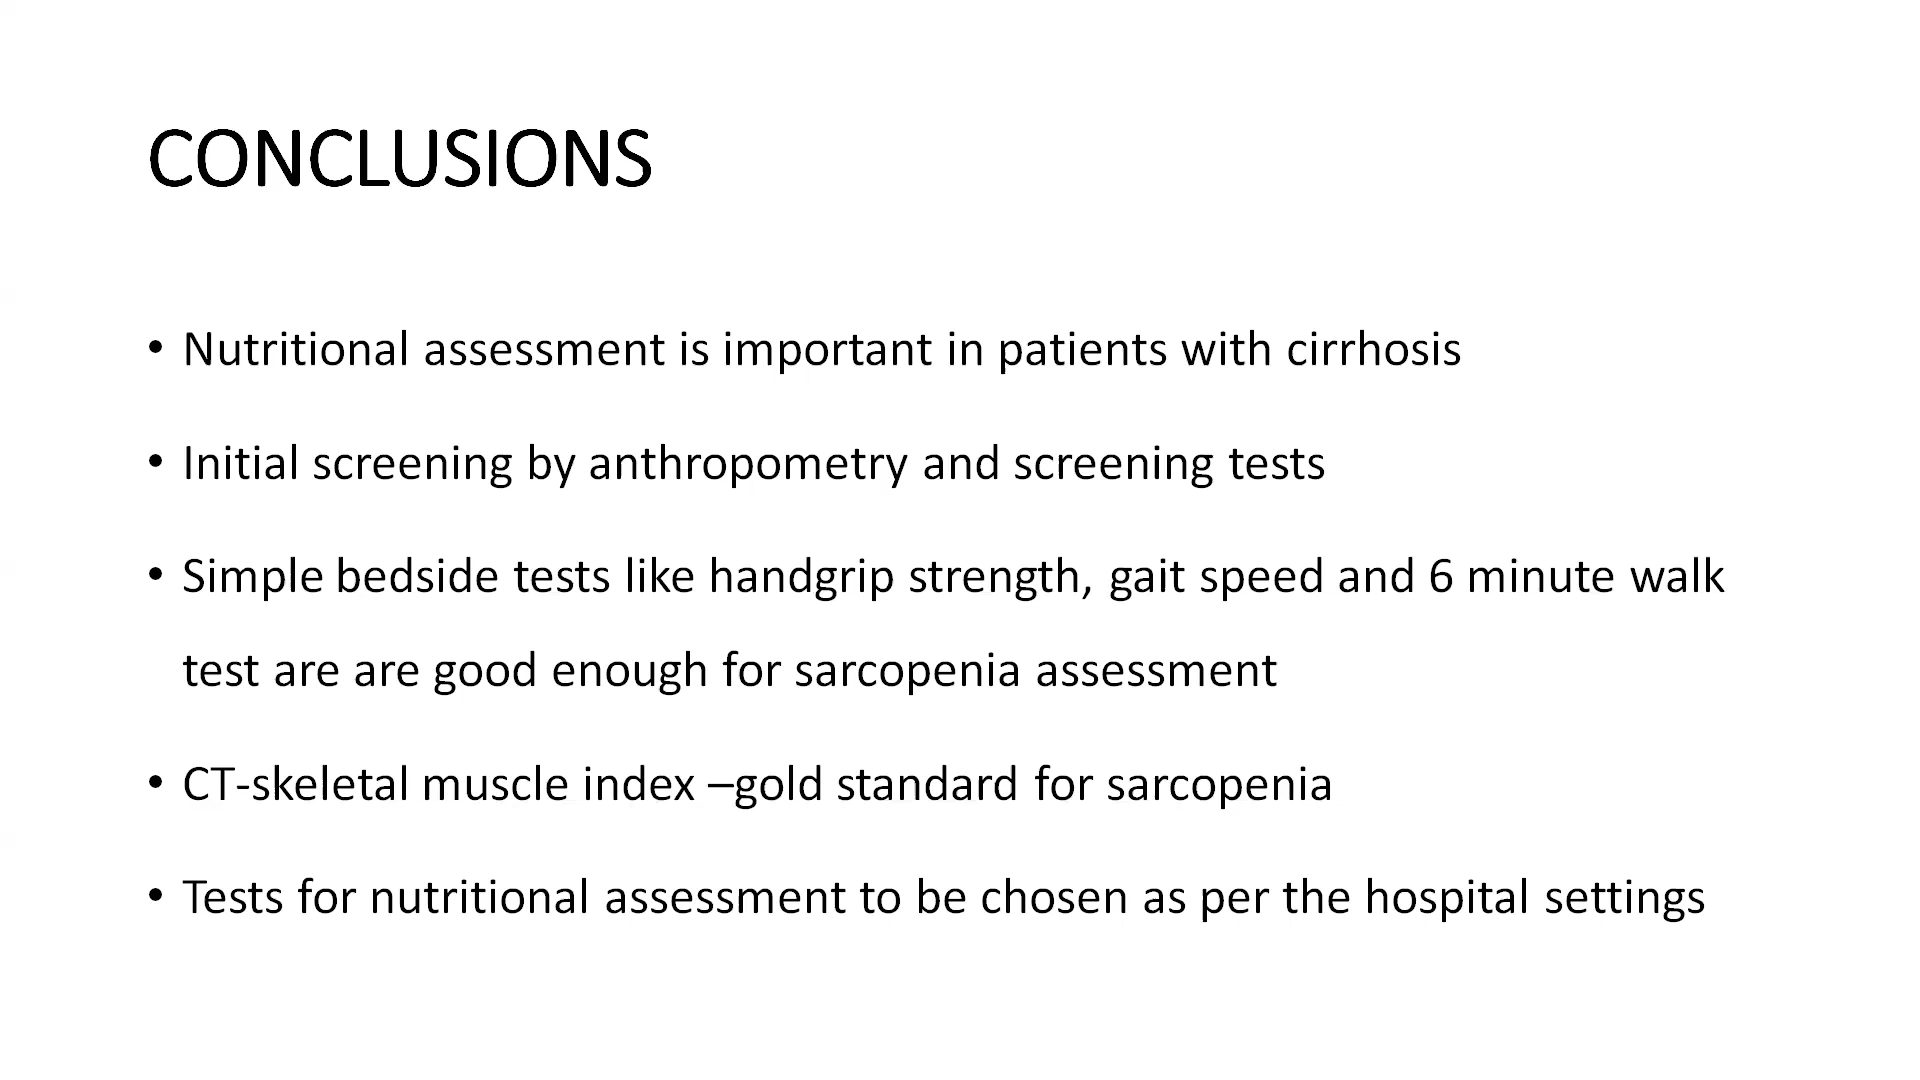 CONCLUSIONS
• Nutritional assessment is important in patients with cirrhosis
• Initial screening by anthropometry and screening tests
• Simple bedside tests like handgrip strength, gait speed and 6 minute walk
test are are good enough for sarcopenia assessment
• CT-skeletal muscle index –gold standard for sarcopenia
• Tests for nutritional assessment to be chosen as per the hospital settings